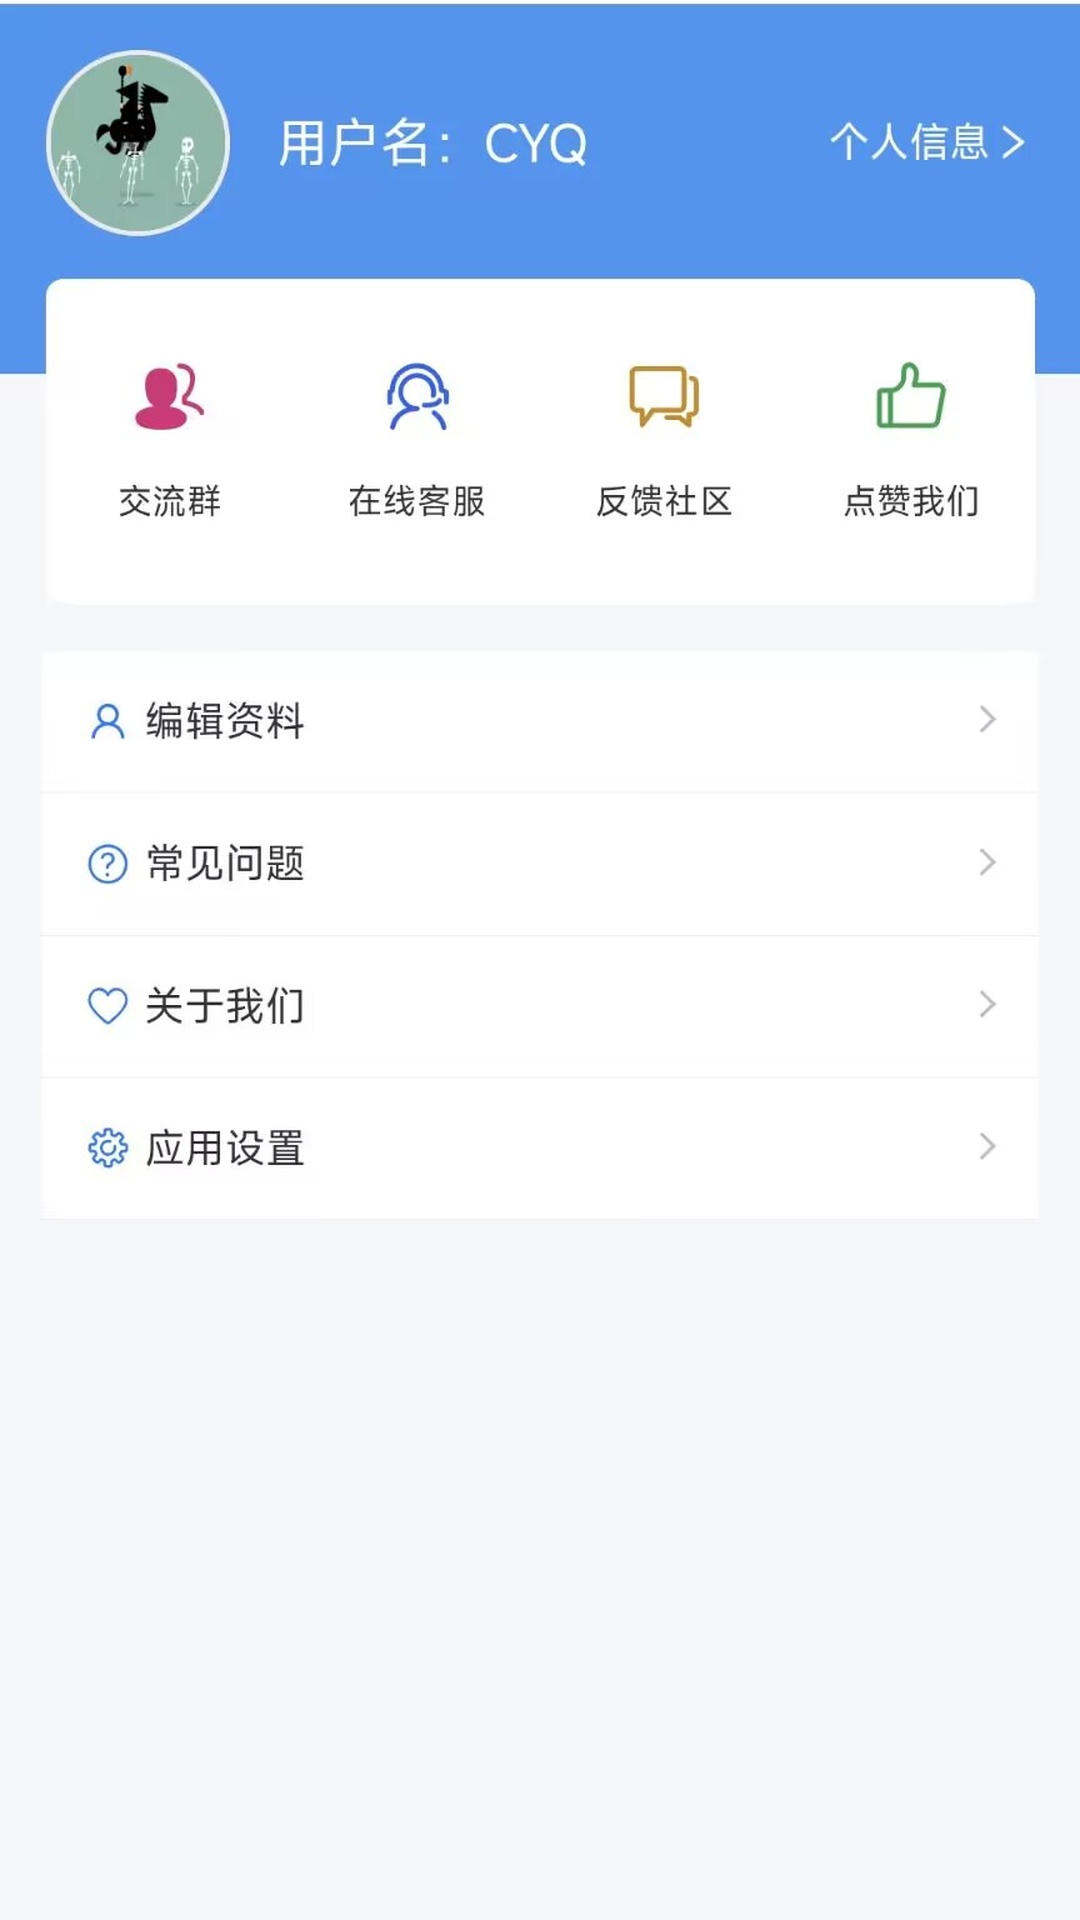 用户名：CYQ
个人信息
交流群
在线客服
反馈社区
点赞我们
编辑资料
常见问题
关于我们
应用设置